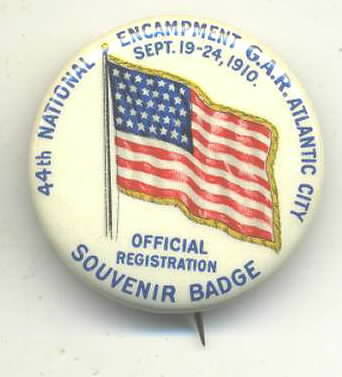 44th NATIONAL ENCAMPMENT G.A.R. ATLANTIC CITY
SEPT. 19-24, 1910.
OFFICIAL
REGISTRATION
SOUVENIR BADGE